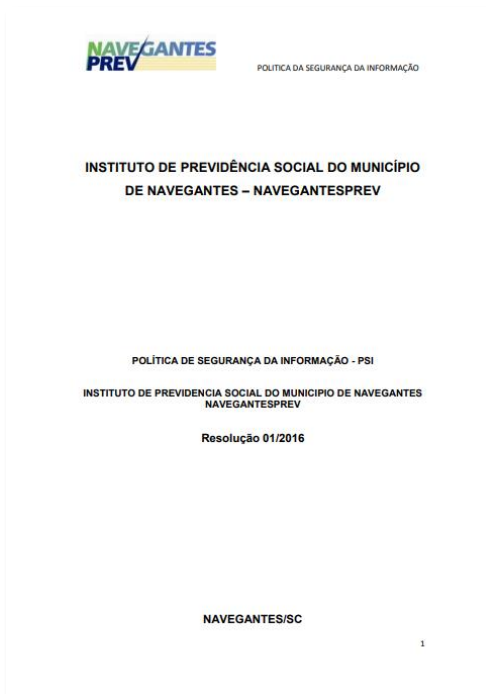 NAVEGANTES
PREV
POLITICA DA SEGURANÇA DA INFORMAÇÃO
INSTITUTO DE PREVIDÊNCIA SOCIAL DO MUNICÍPIO
DE NAVEGANTES – NAVEGANTESPREV
POLÍTICA DE SEGURANÇA DA INFORMAÇÃO - PSI
INSTITUTO DE PREVIDENCIA SOCIAL DO MUNICIPIO DE NAVEGANTES
NAVEGANTESPREV
Resolução 01/2016
NAVEGANTES/SC
1